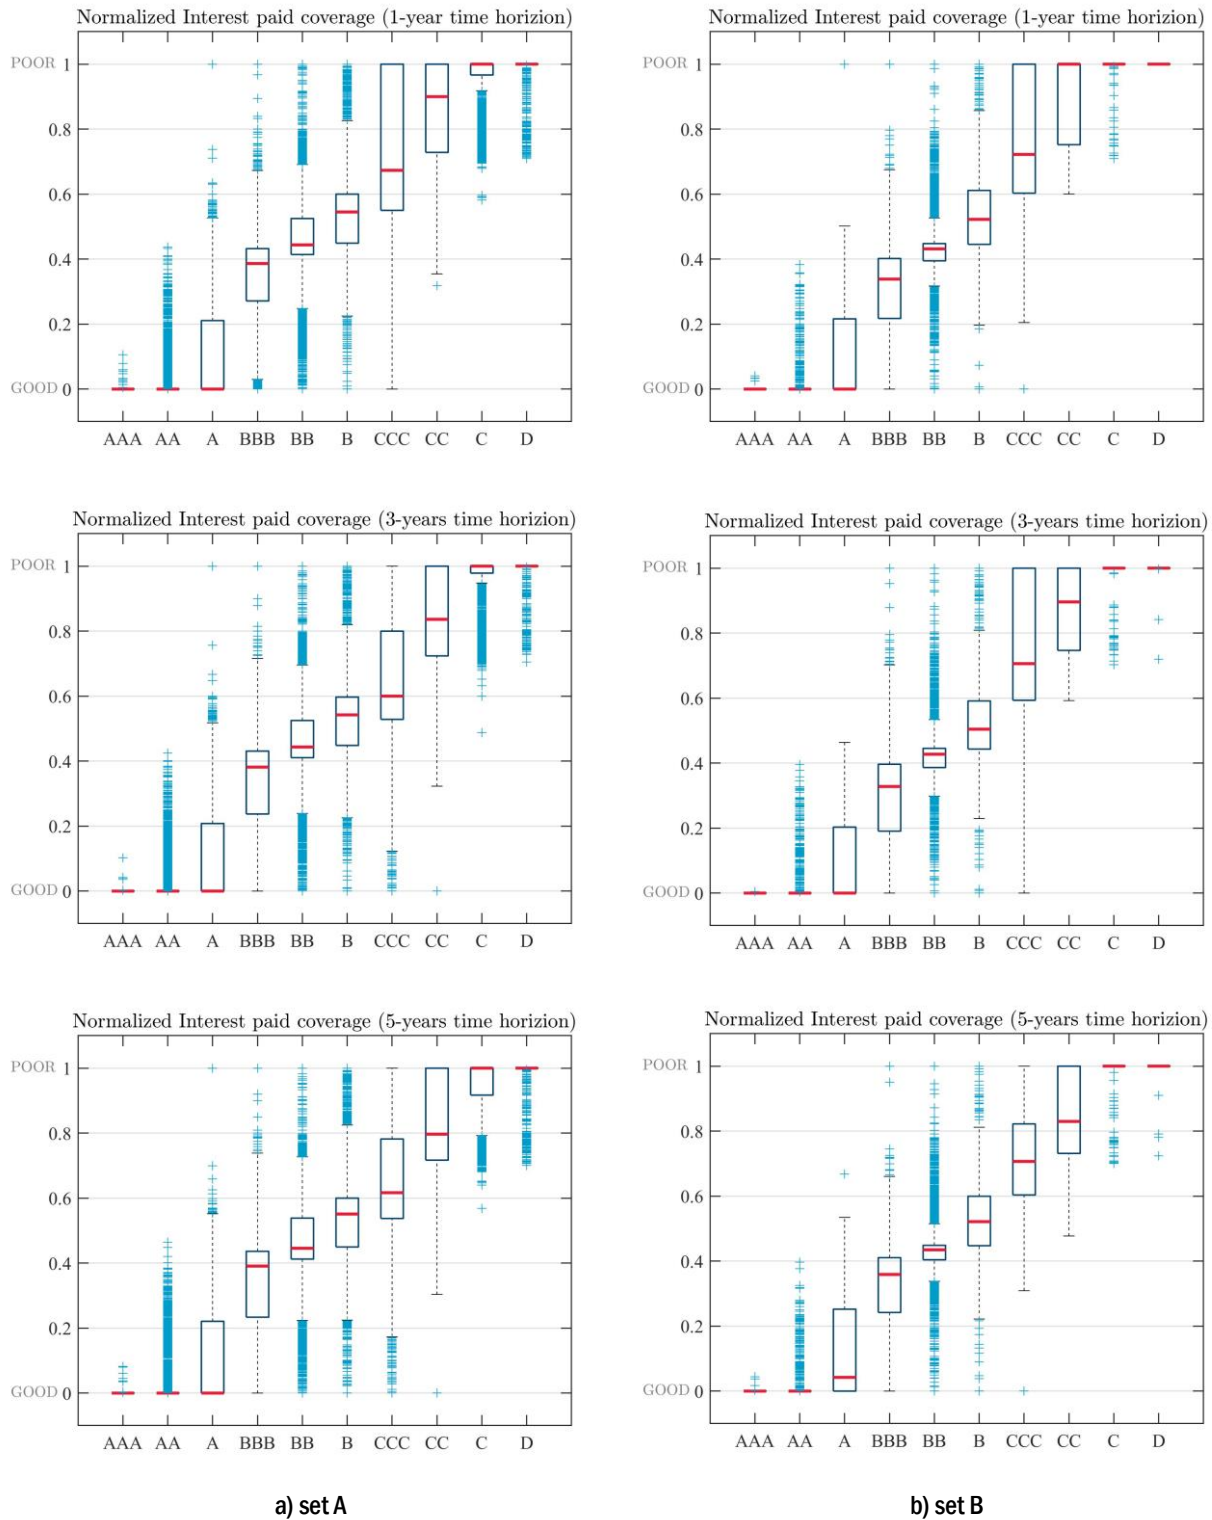 Normalized Interest paid coverage (1-year time horizion)
POOR 1
0.8
0.6
0.4
0.2
GOOD 0
AAA AA A BBB BB B CCC CC C D
Normalized Interest paid coverage (1-year time horizion)
POOR 1
0.8
0.6
0.4
0.2
GOOD 0
AAA AA A BBB BB B CCC CC C D
Normalized Interest paid coverage (3-years time horizion)
POOR 1
0.8
0.6
0.4
0.2
GOOD 0
AAA AA A BBB BB B CCC CC C D
Normalized Interest paid coverage (3-years time horizion)
POOR 1
0.8
0.6
0.4
0.2
GOOD 0
AAA AA A BBB BB B CCC CC C D
Normalized Interest paid coverage (5-years time horizion)
POOR 1
0.8
0.6
0.4
0.2
GOOD 0
AAA AA A BBB BB B CCC CC C D
Normalized Interest paid coverage (5-years time horizion)
POOR 1
0.8
0.6
0.4
0.2
GOOD 0
AAA AA A BBB BB B CCC CC C D
a) set A
b) set B